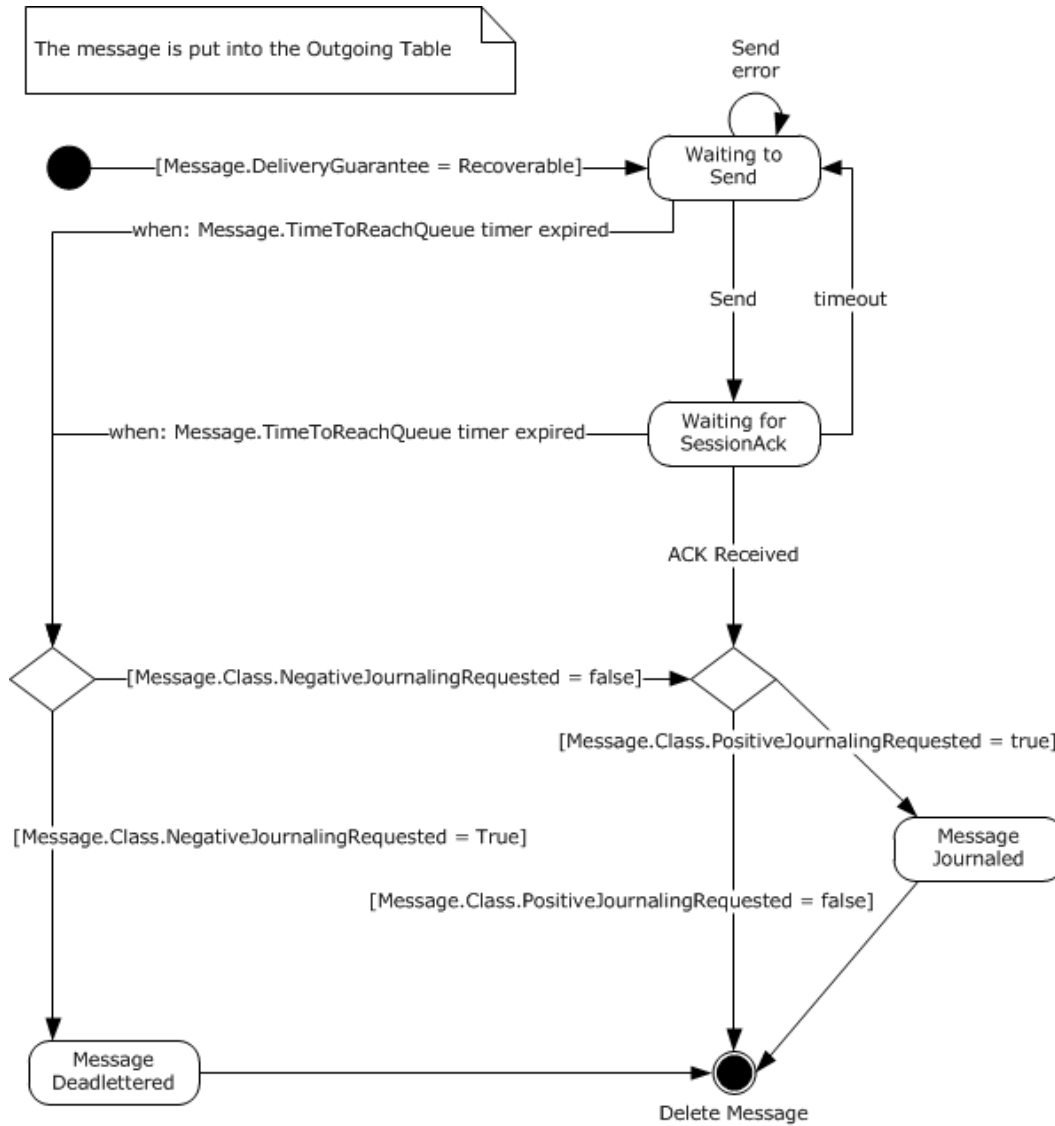 The message is put into the Outgoing Table
Send
error
[Message.DeliveryGuarantee = Recoverable]
Waiting to
Send
when: Message.TimeToReachQueue timer expired
Send
timeout
when: Message.TimeToReachQueue timer expired
Waiting for
SessionAck
ACK Received
[Message.Class.NegativeJournalingRequested = false]
[Message.Class.PositiveJournalingRequested = true]
[Message.Class.NegativeJournalingRequested = True]
Message
Journaled
[Message.Class.PositiveJournalingRequested = false]
Message
Deadlettered
Delete Message